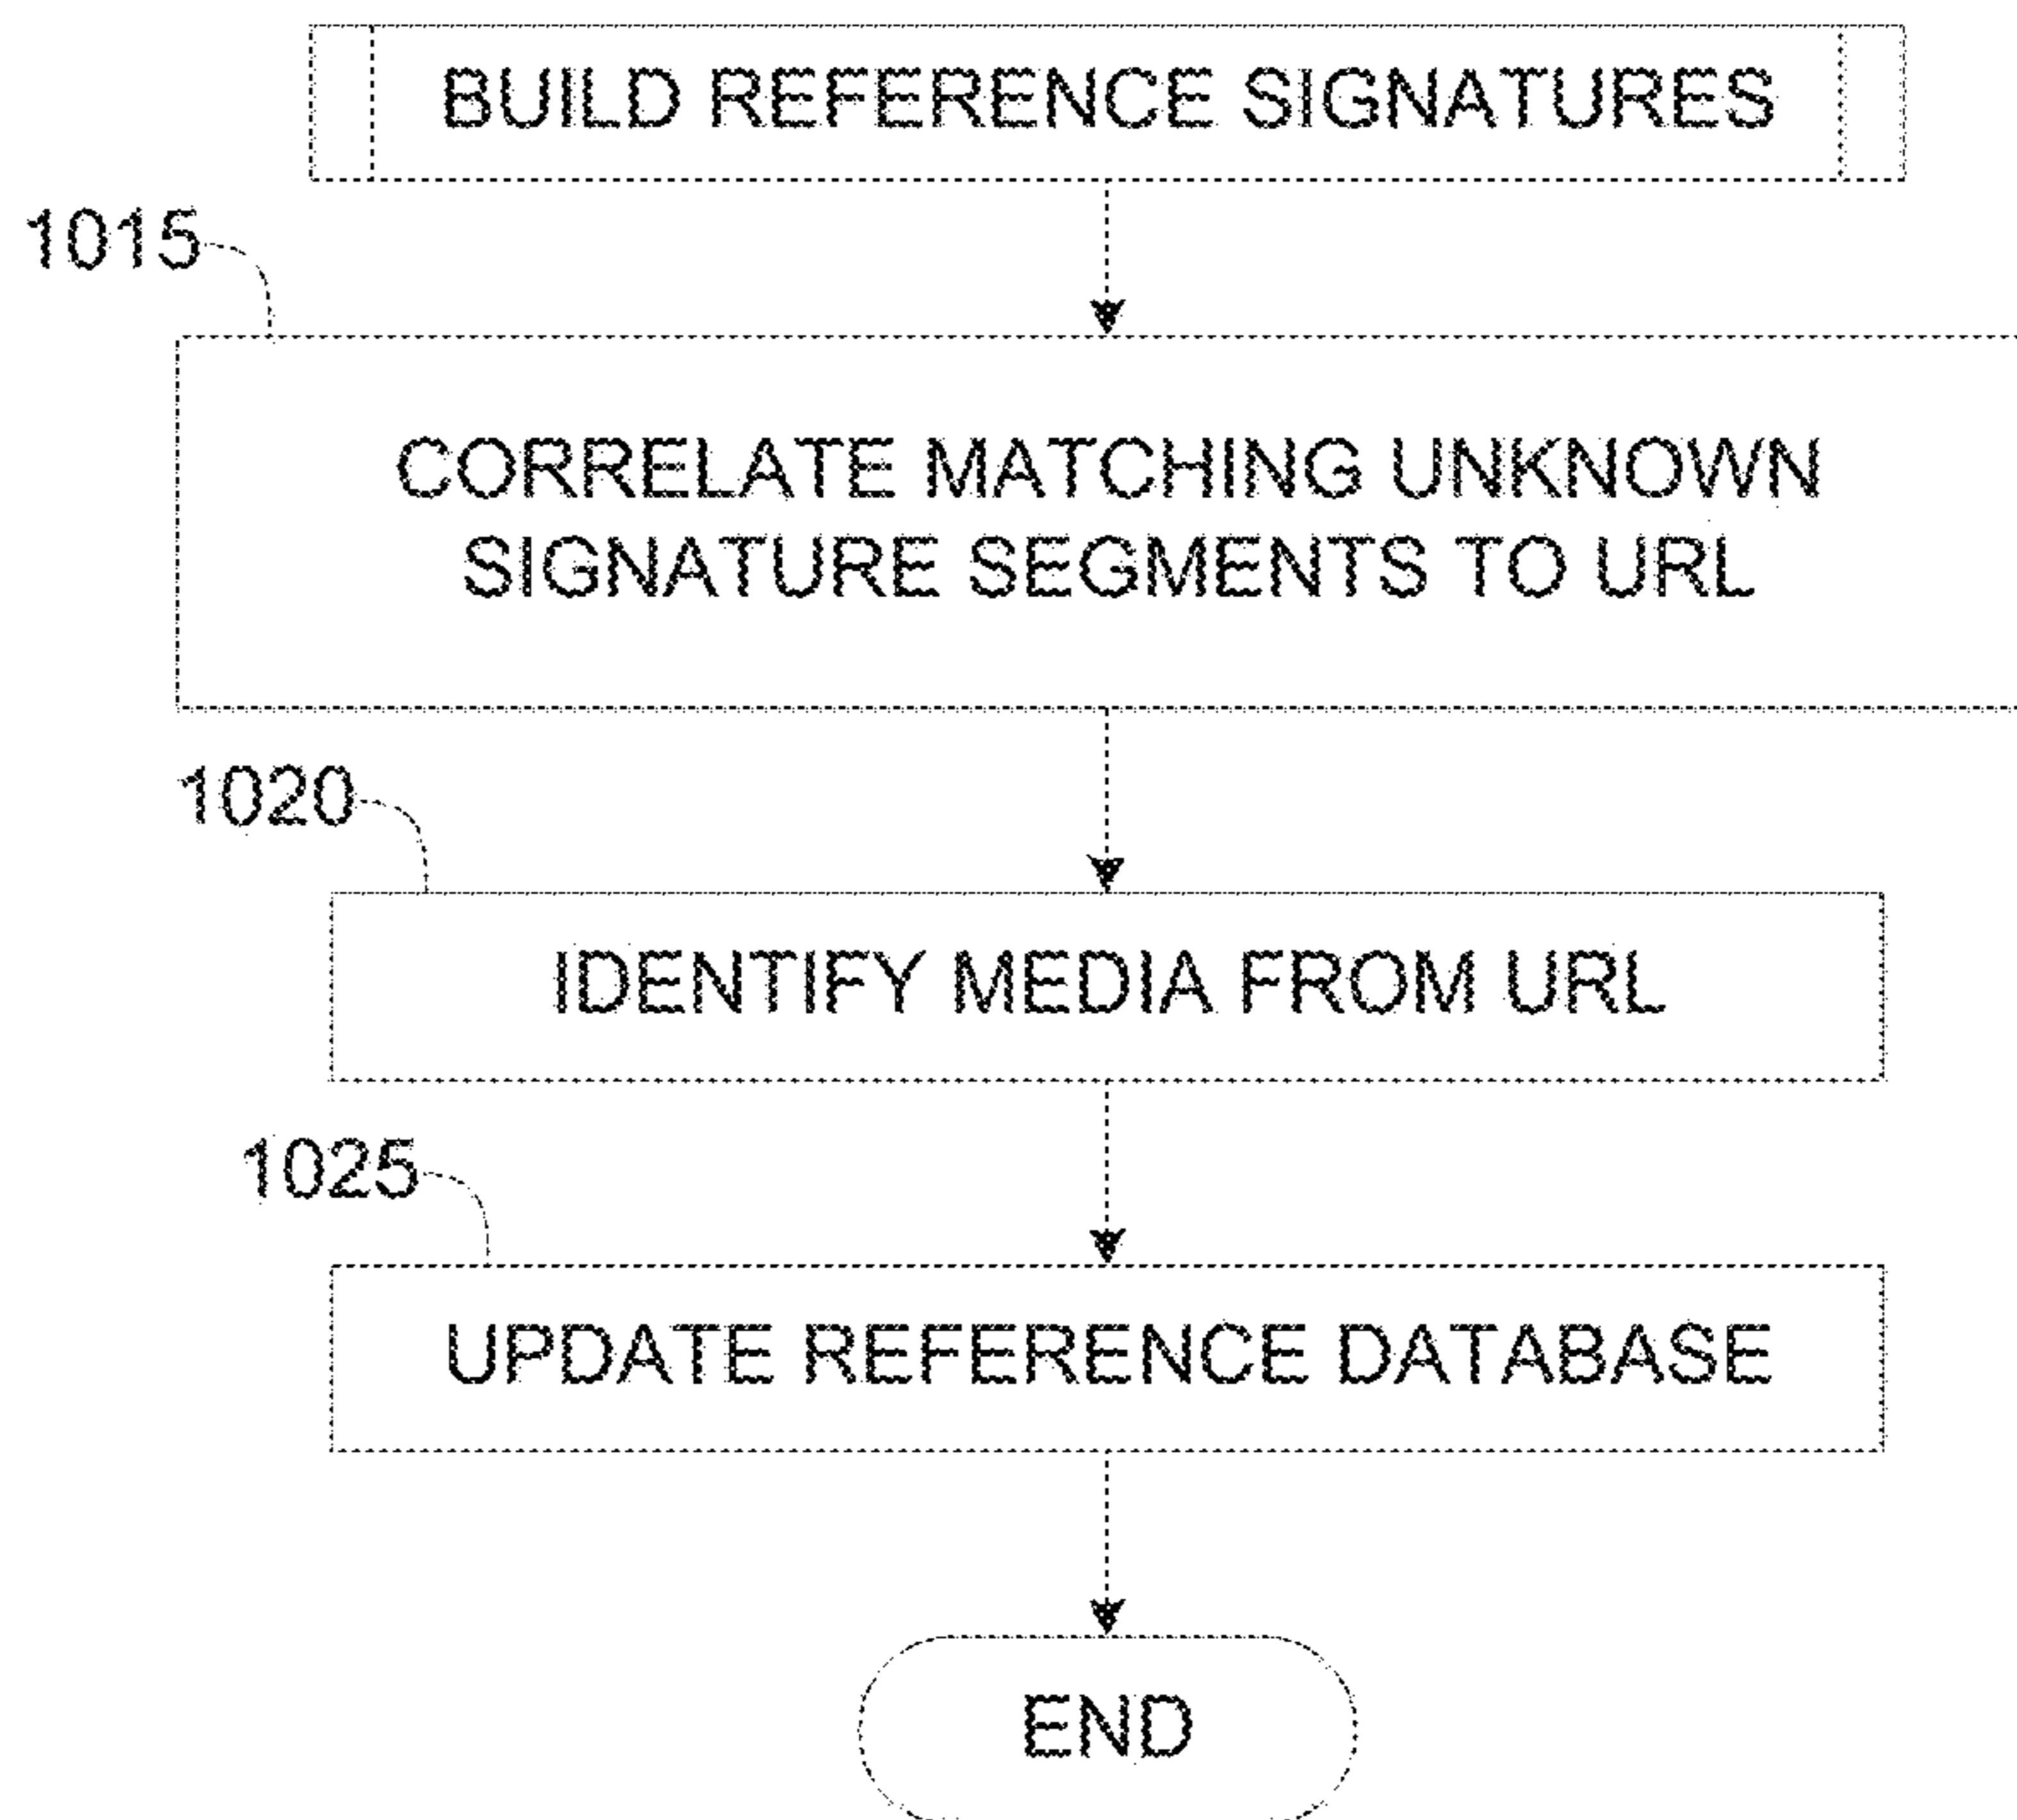 BUILD REFERENCE SIGNATURES
1015
CORRELATE MATCHING UNKNOWN
SIGNATURE SEGMENTS TO URL
1020
IDENTIFY MEDIA FROM URL
1025
UPDATE REFERENCE DATABASE
END